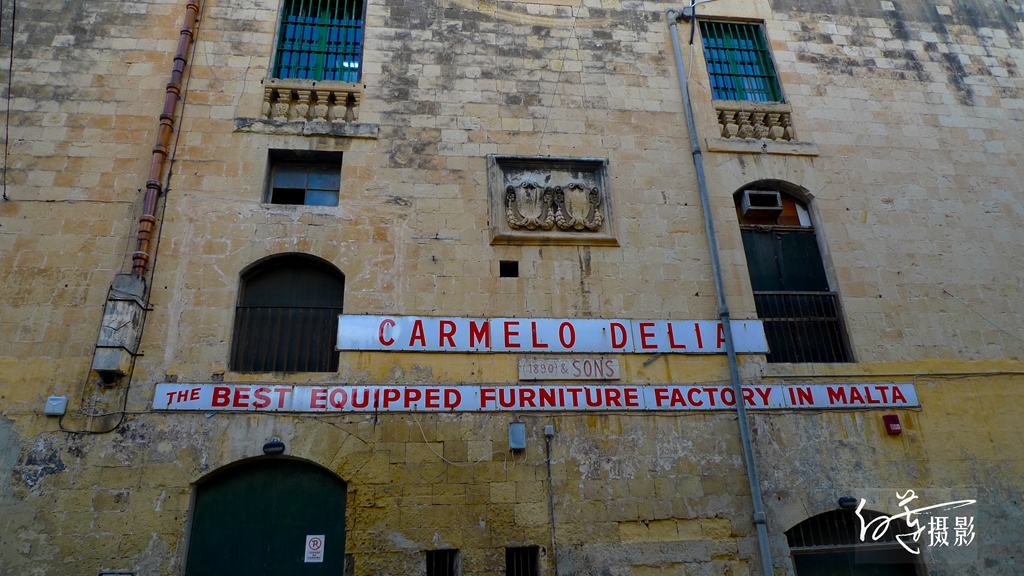 CARMELO DELIA
(1890) & SONS
THE BEST EQUIPPED FURNITURE FACTORY IN MALTA
摄影